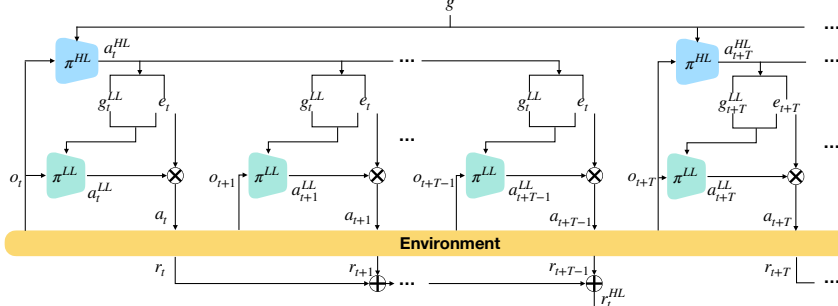 g
...
π^{HL} a_t^{HL} ... π^{HL} a_{t+T}^{HL} ...
g_t^{LL} e_t g_t^{LL} e_t g_t^{LL} e_t g_{t+T}^{LL} e_{t+T}
... ...
o_t π^{LL} a_t^{LL} o_{t+1} π^{LL} a_{t+1}^{LL} o_{t+T-1} π^{LL} a_{t+T-1}^{LL} o_{t+T} π^{LL} a_{t+T}^{LL}
a_t a_{t+1} a_{t+T-1} a_{t+T}
Environment
r_t r_{t+1} ... r_{t+T-1} r_{t+T} ...
r_t^{HL}